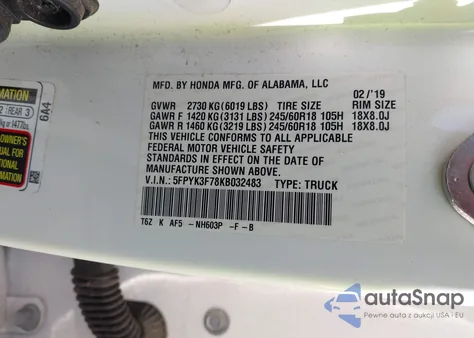 MFD. BY HONDA MFG. OF ALABAMA, LLC
02/'19
GVWR 2730 KG(6019 LBS) TIRE SIZE RIM SIZE
GAWR F 1420 KG(3131 LBS)245/60R18 105H 18X8.0J
GAWR R 1460 KG(3219 LBS)245/60R18 105H 18X8.0J
THIS VEHICLE CONFORMS TO ALL APPLICABLE
FEDERAL MOTOR VEHICLE SAFETY
STANDARDS IN EFFECT ON THE DATE OF
MANUFACTURE SHOWN ABOVE.
V.I.N.: 5FPYK3F78KB032483 TYPE: TRUCK
T6Z K AF5 -NH603P -F -B
6A4
2 REAR 3
OWNER'S
MANUAL FOR
ADDITIONAL
autoSnap
Pewne auta z aukcji USA - EU